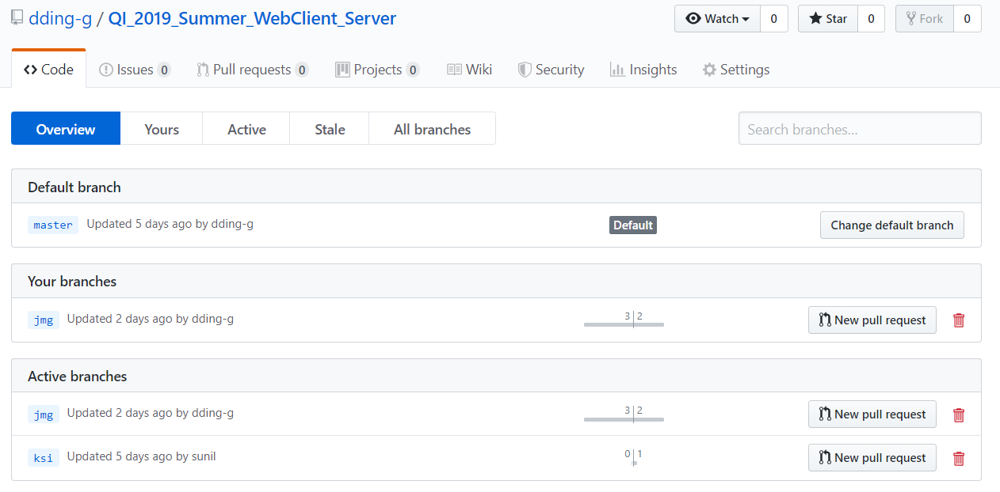 dding-g / QI_2019_Summer_WebClient_Server
Watch 0 Star 0 Fork 0
Code Issues 0 Pull requests 0 Projects 0 Wiki Security Insights Settings
Overview Yours Active Stale All branches Search branches...
Default branch
master Updated 5 days ago by dding-g Default Change default branch
Your branches
jmg Updated 2 days ago by dding-g 3 2 New pull request
Active branches
jmg Updated 2 days ago by dding-g 3 2 New pull request
ksi Updated 5 days ago by sunil 0 1 New pull request